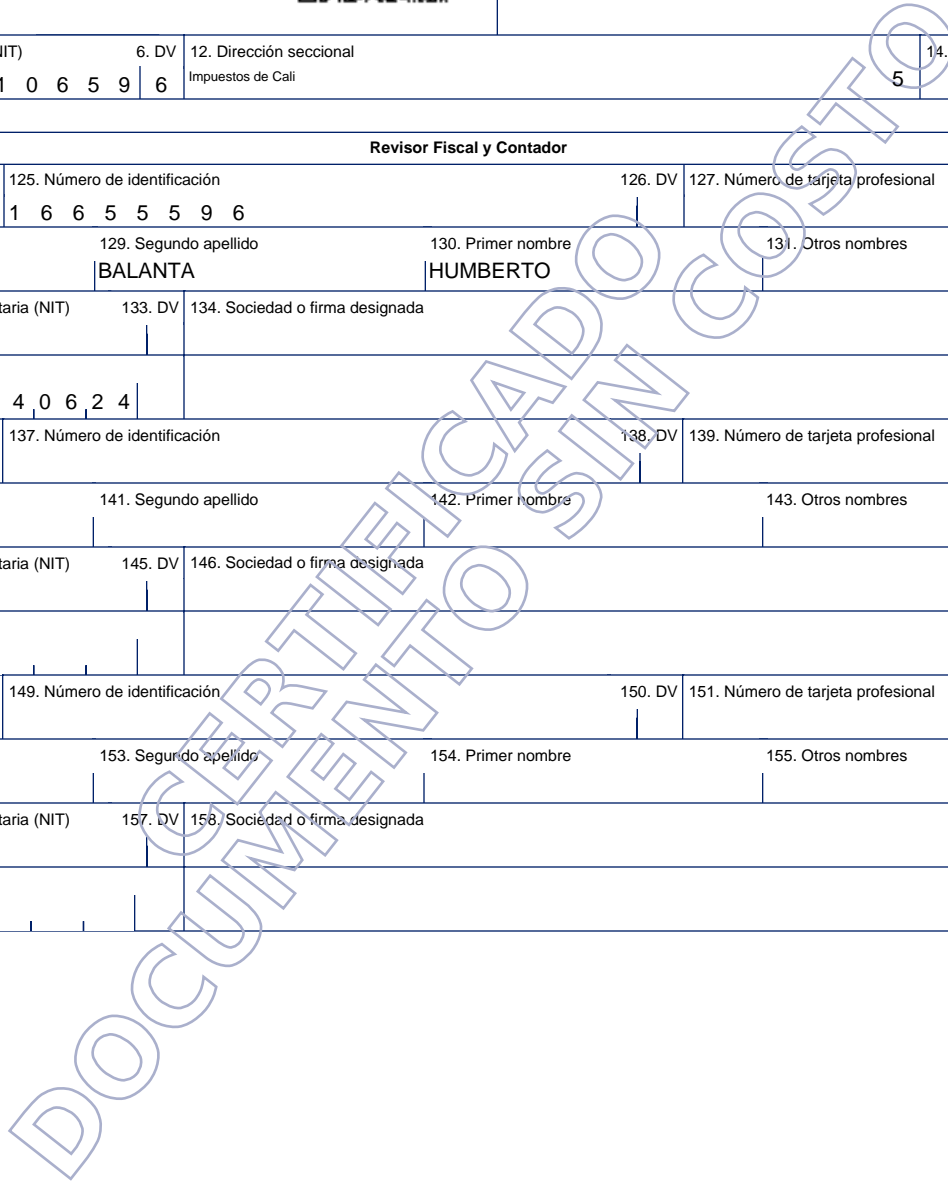 6. DV 12. Dirección seccional 14.
0 6 5 9 6 Impuestos de Cali 5
Revisor Fiscal y Contador
125. Número de identificación 126. DV 127. Número de tarjeta profesional
1 6 6 5 5 5 9 6
129. Segundo apellido 130. Primer nombre 131. Otros nombres
BALANTA HUMBERTO
(NIT) 133. DV 134. Sociedad o firma designada
4 0 6 2 4
137. Número de identificación 138. DV 139. Número de tarjeta profesional
141. Segundo apellido 142. Primer nombre 143. Otros nombres
(NIT) 145. DV 146. Sociedad o firma designada
149. Número de identificación 150. DV 151. Número de tarjeta profesional
153. Segundo apellido 154. Primer nombre 155. Otros nombres
(NIT) 157. DV 158. Sociedad o firma designada
CERTIFICADO
DOCUMENTO SIN COSTO